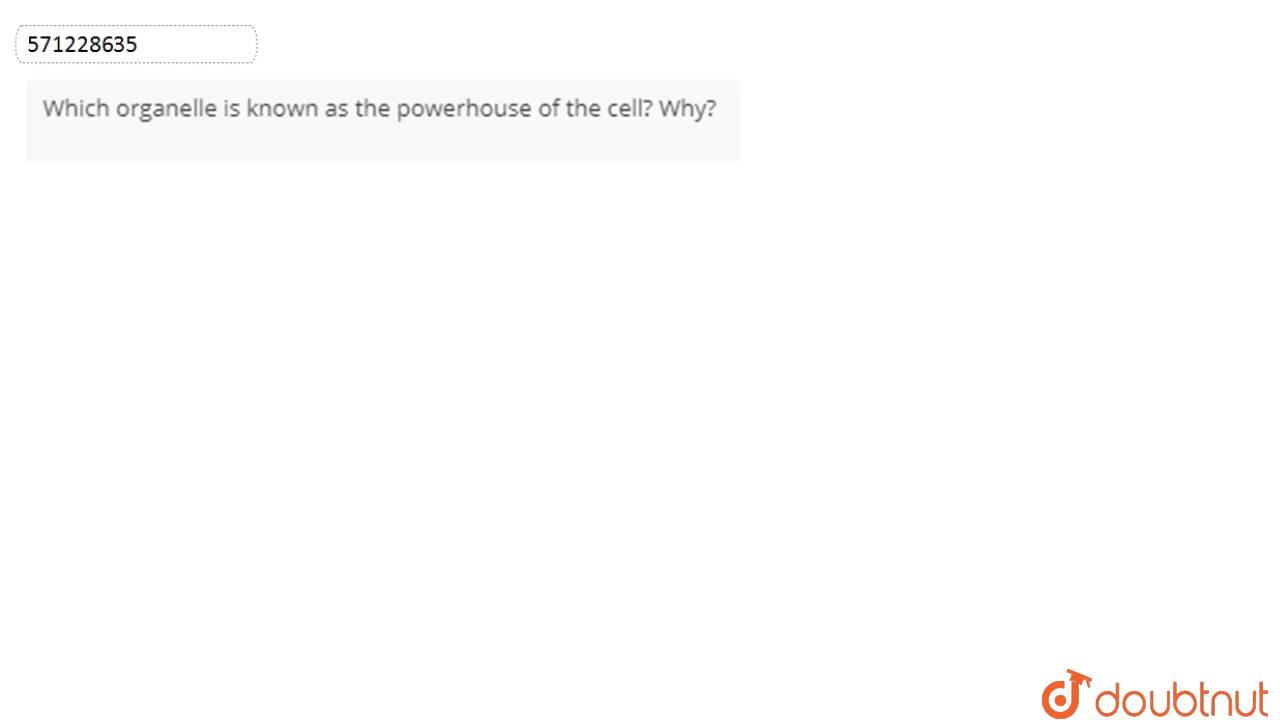 571228635
Which organelle is known as the powerhouse of the cell? Why?
doubtnut